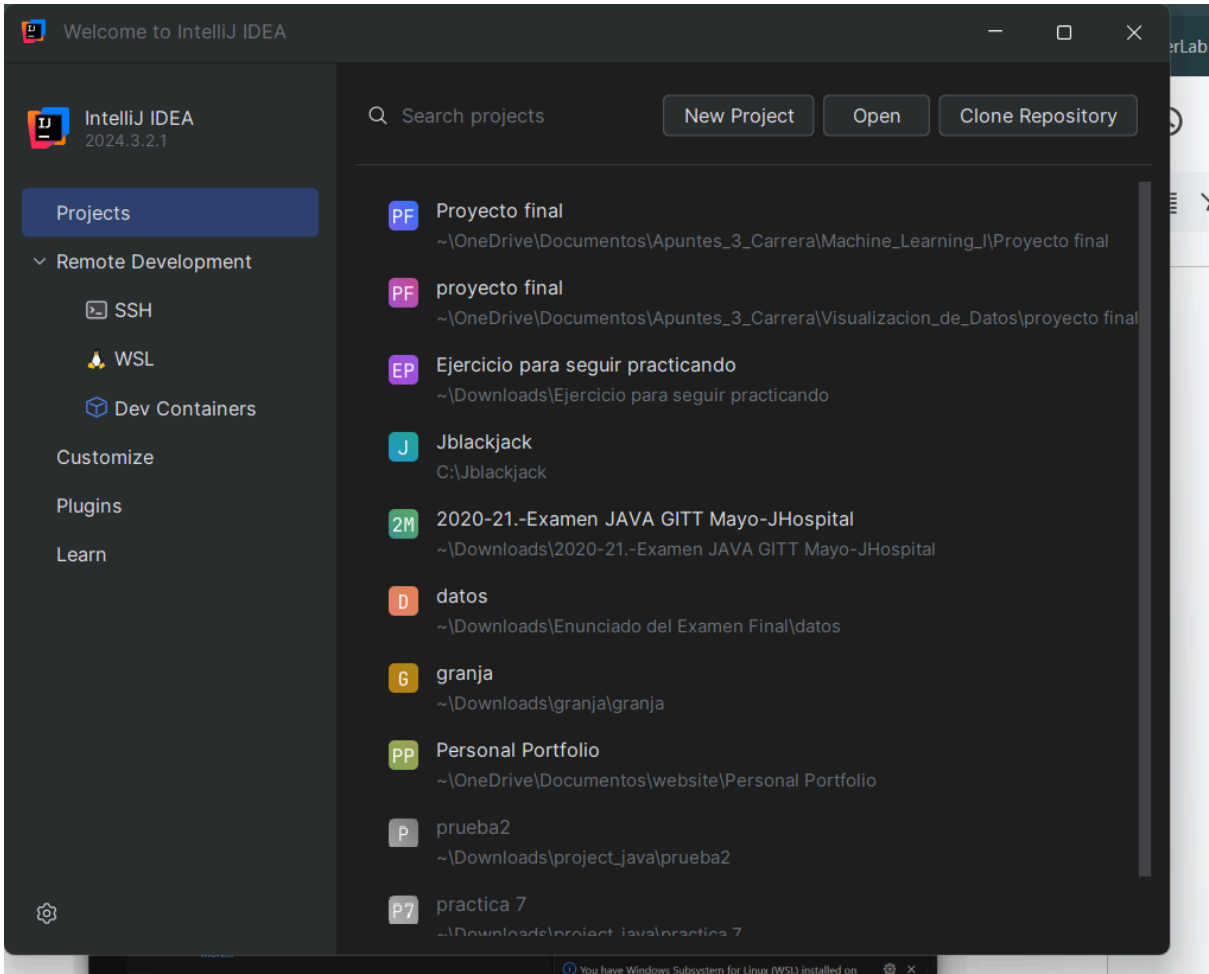 Welcome to IntelliJ IDEA
erLab
IntelliJ IDEA
2024.3.2.1
Search projects
New Project
Open
Clone Repository
Projects
Remote Development
SSH
WSL
Dev Containers
Customize
Plugins
Learn
PF
Proyecto final
~\OneDrive\Documentos\Apuntes_3_Carrera\Machine_Learning_I\Proyecto final
PF
proyecto final
~\OneDrive\Documentos\Apuntes_3_Carrera\Visualizacion_de_Datos\proyecto final
EP
Ejercicio para seguir practicando
~\Downloads\Ejercicio para seguir practicando
J
Jblackjack
C:\Jblackjack
2M
2020-21.-Examen JAVA GITT Mayo-JHospital
~\Downloads\2020-21.-Examen JAVA GITT Mayo-JHospital
D
datos
~\Downloads\Enunciado del Examen Final\datos
G
granja
~\Downloads\granja\granja
PP
Personal Portfolio
~\OneDrive\Documentos\website\Personal Portfolio
P
prueba2
~\Downloads\project_java\prueba2
P7
practica 7
~\Downloads\project_java\practica 7
You have Windows Subsystem for Linux (WSL) installed on